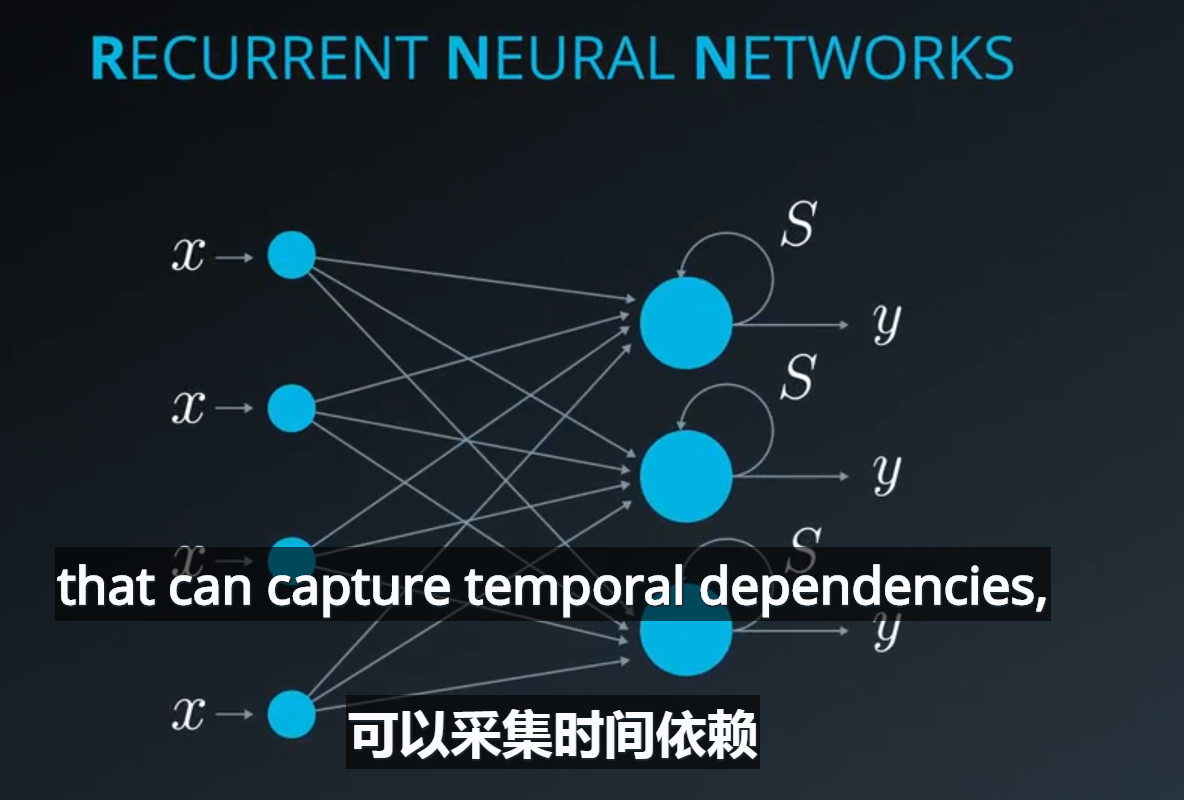 RECURRENT NEURAL NETWORKS
S
x
y
S
x
y
S
x
that can capture temporal dependencies,
y
x
可以采集时间依赖